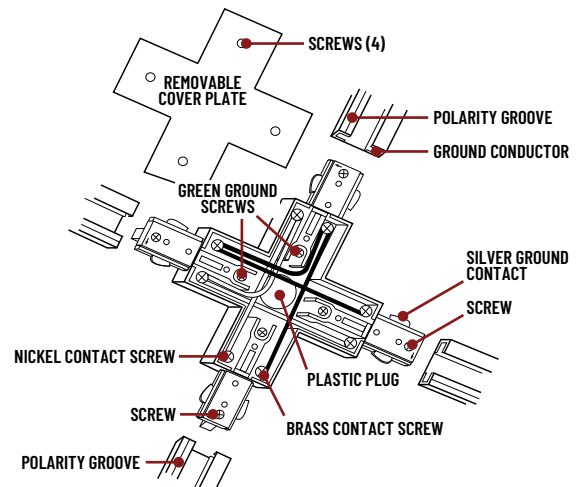 SCREWS (4)
REMOVABLE
COVER PLATE
POLARITY GROOVE
GROUND CONDUCTOR
GREEN GROUND
SCREWS
SILVER GROUND
CONTACT
SCREW
NICKEL CONTACT SCREW
PLASTIC PLUG
SCREW
BRASS CONTACT SCREW
POLARITY GROOVE